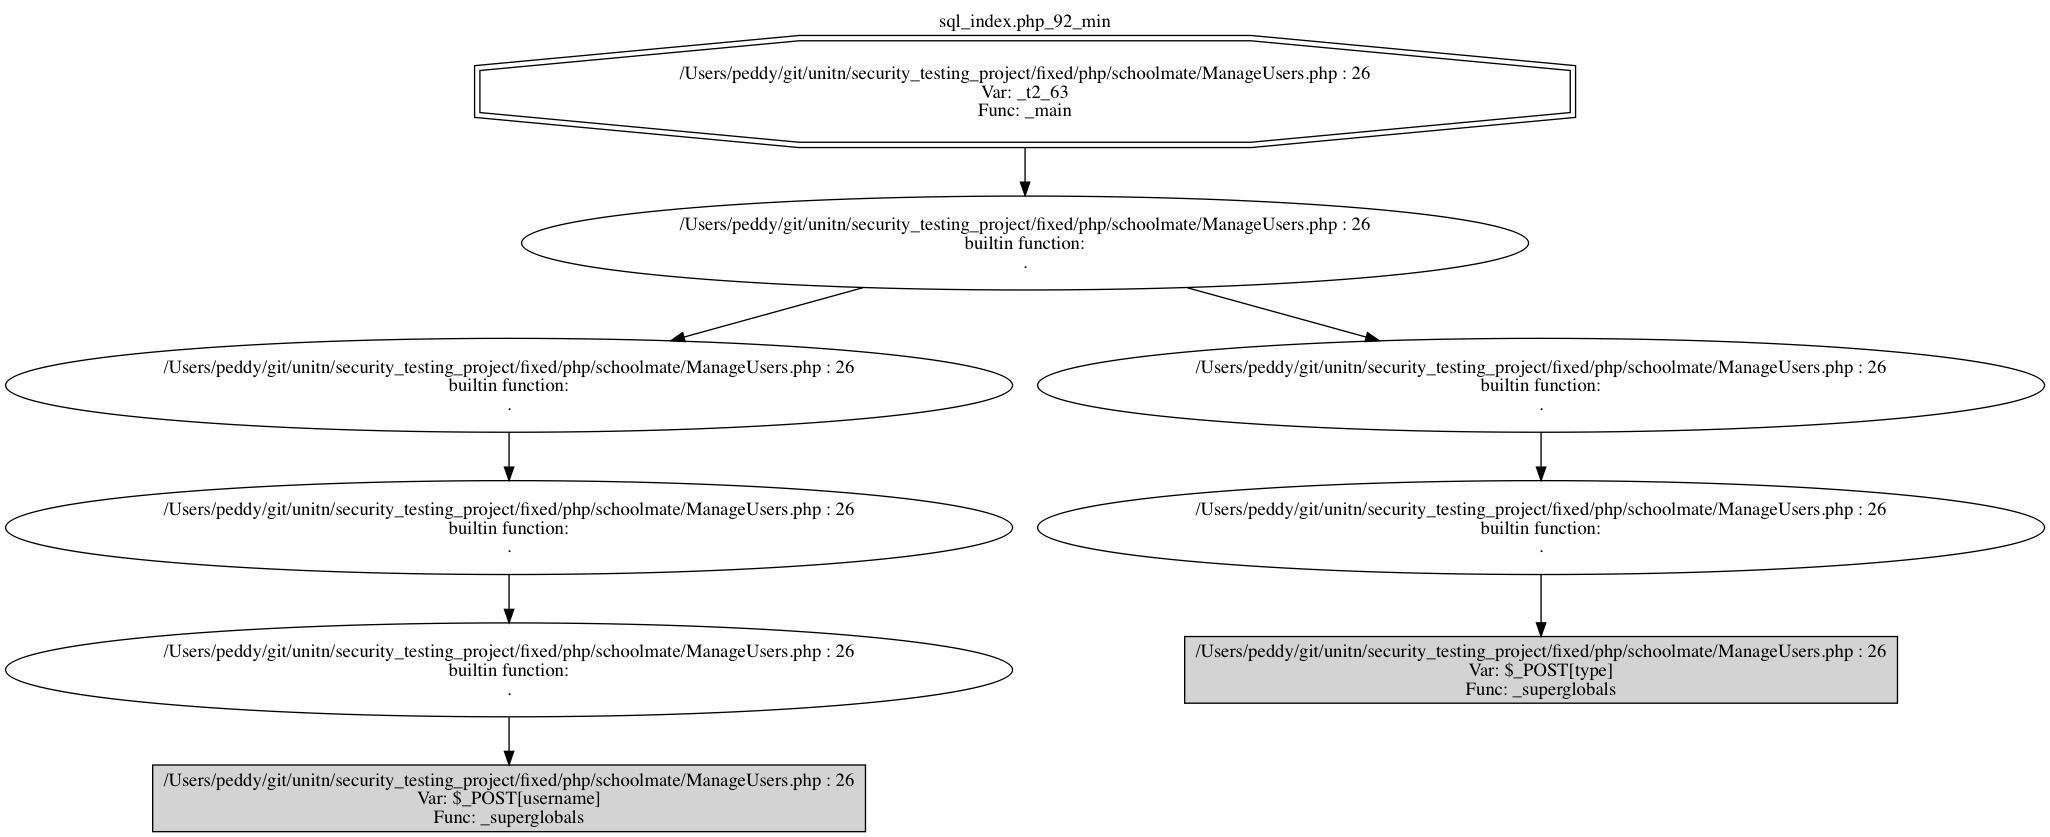 sql_index.php_92_min
/Users/peddy/git/unitn/security_testing_project/fixed/php/schoolmate/ManageUsers.php : 26
Var: _t2_63
Func: _main
/Users/peddy/git/unitn/security_testing_project/fixed/php/schoolmate/ManageUsers.php : 26
builtin function:
.
/Users/peddy/git/unitn/security_testing_project/fixed/php/schoolmate/ManageUsers.php : 26
builtin function:
.
/Users/peddy/git/unitn/security_testing_project/fixed/php/schoolmate/ManageUsers.php : 26
builtin function:
.
/Users/peddy/git/unitn/security_testing_project/fixed/php/schoolmate/ManageUsers.php : 26
builtin function:
.
/Users/peddy/git/unitn/security_testing_project/fixed/php/schoolmate/ManageUsers.php : 26
builtin function:
.
/Users/peddy/git/unitn/security_testing_project/fixed/php/schoolmate/ManageUsers.php : 26
builtin function:
.
/Users/peddy/git/unitn/security_testing_project/fixed/php/schoolmate/ManageUsers.php : 26
Var: $_POST[type]
Func: _superglobals
/Users/peddy/git/unitn/security_testing_project/fixed/php/schoolmate/ManageUsers.php : 26
Var: $_POST[username]
Func: _superglobals